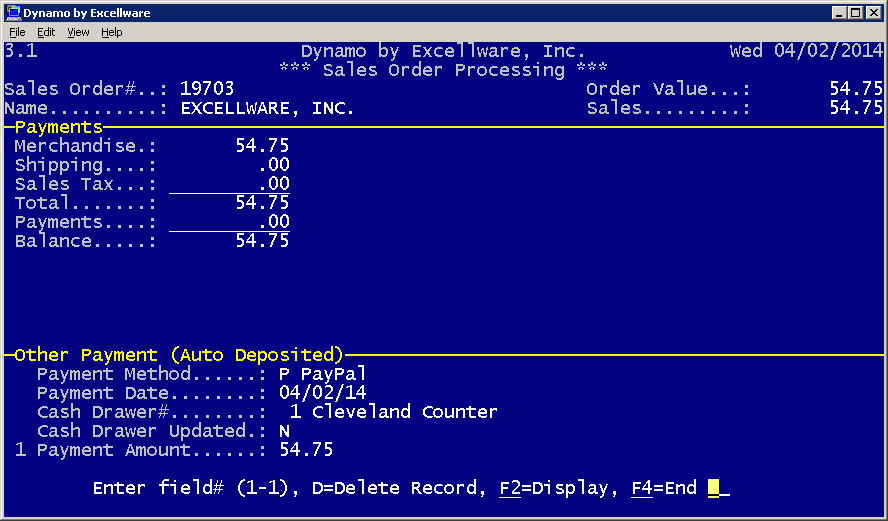 Dynamo by Excellware
File Edit View Help
3.1 Dynamo by Excellware, Inc. Wed 04/02/2014
*** Sales Order Processing ***
Sales Order#..: 19703 Order Value...: 54.75
Name..........: EXCELLWARE, INC. Sales.........: 54.75
Payments
Merchandise.: 54.75
Shipping....: .00
Sales Tax...: .00
Total.......: 54.75
Payments....: .00
Balance.....: 54.75
Other Payment (Auto Deposited)
Payment Method......: P PayPal
Payment Date........: 04/02/14
Cash Drawer#........: 1 Cleveland Counter
Cash Drawer Updated.: N
1 Payment Amount......: 54.75
Enter field# (1-1), D=Delete Record, F2=Display, F4=End